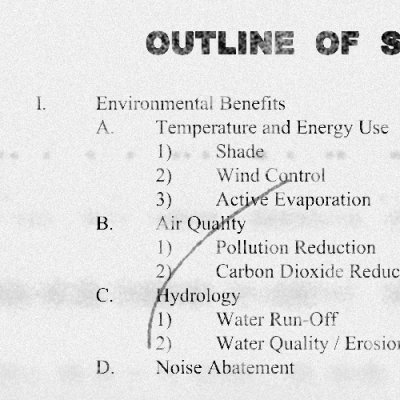 OUTLINE OF S
I. Environmental Benefits
A. Temperature and Energy Use
1) Shade
2) Wind Control
3) Active Evaporation
B. Air Quality
1) Pollution Reduction
2) Carbon Dioxide Reduc
C. Hydrology
1) Water Run-Off
2) Water Quality / Erosion
D. Noise Abatement